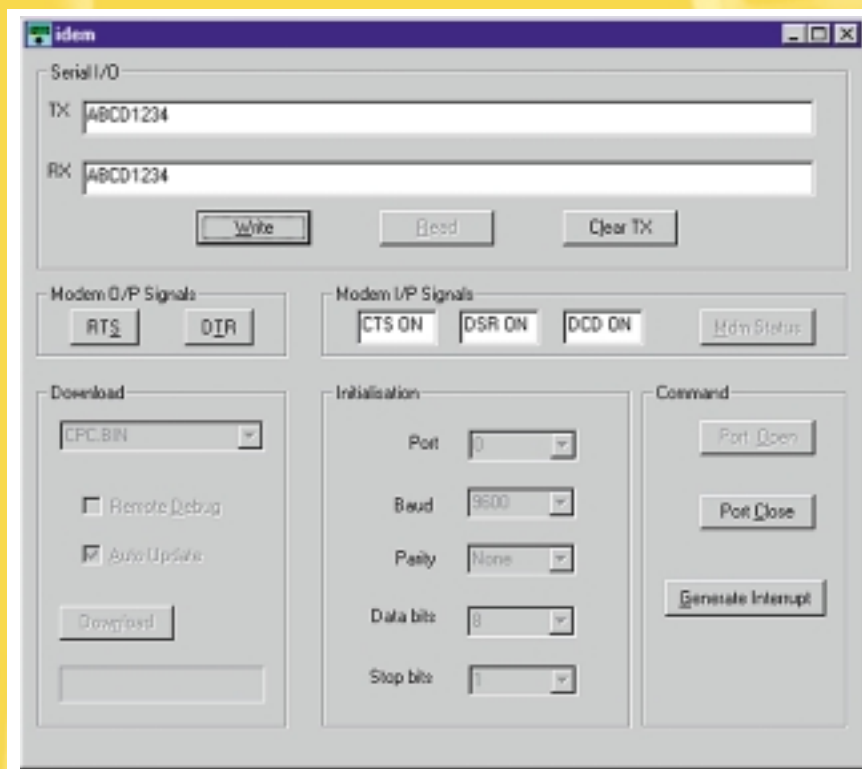 idem
Serial I/O
TX ABCD1234
RX ABCD1234
Write Read Clear TX
Modem O/P Signals
RTS DTR
Modem I/P Signals
CTS ON DSR ON DCD ON Mdm Status
Download
CPC.BIN
Remote Debug
Auto Update
Download
Initialisation
Port 0
Baud 9600
Parity None
Data bits 8
Stop bits 1
Command
Port Open
Port Close
Generate Interrupt